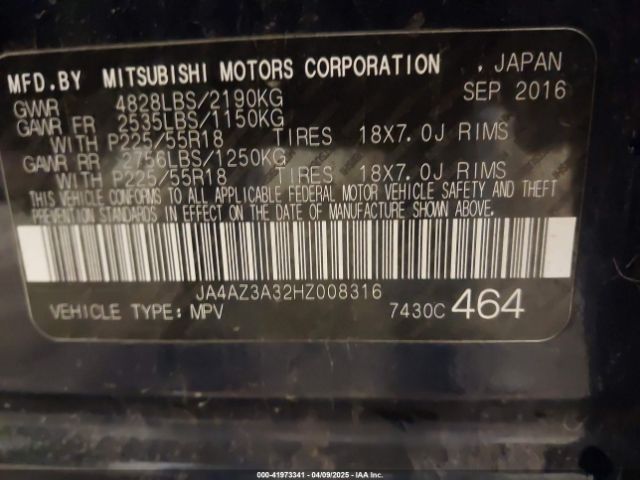 MFD.BY MITSUBISHI MOTORS CORPORATION . JAPAN
GVWR 4828LBS/2190KG SEP 2016
GAWR FR 2535LBS/1150KG
WITH P225/55R18 TIRES 18X7.0J RIMS
GAWR RR 2756LBS/1250KG
WITH P225/55R18 TIRES 18X7.0J RIMS
THIS VEHICLE CONFORMS TO ALL APPLICABLE FEDERAL MOTOR VEHICLE SAFETY AND THEFT
PREVENTION STANDARDS IN EFFECT ON THE DATE OF MANUFACTURE SHOWN ABOVE.
JA4AZ3A32HZ008316
VEHICLE TYPE: MPV 7430C 464
000-41973341 - 04/09/2025 - IAA Inc.